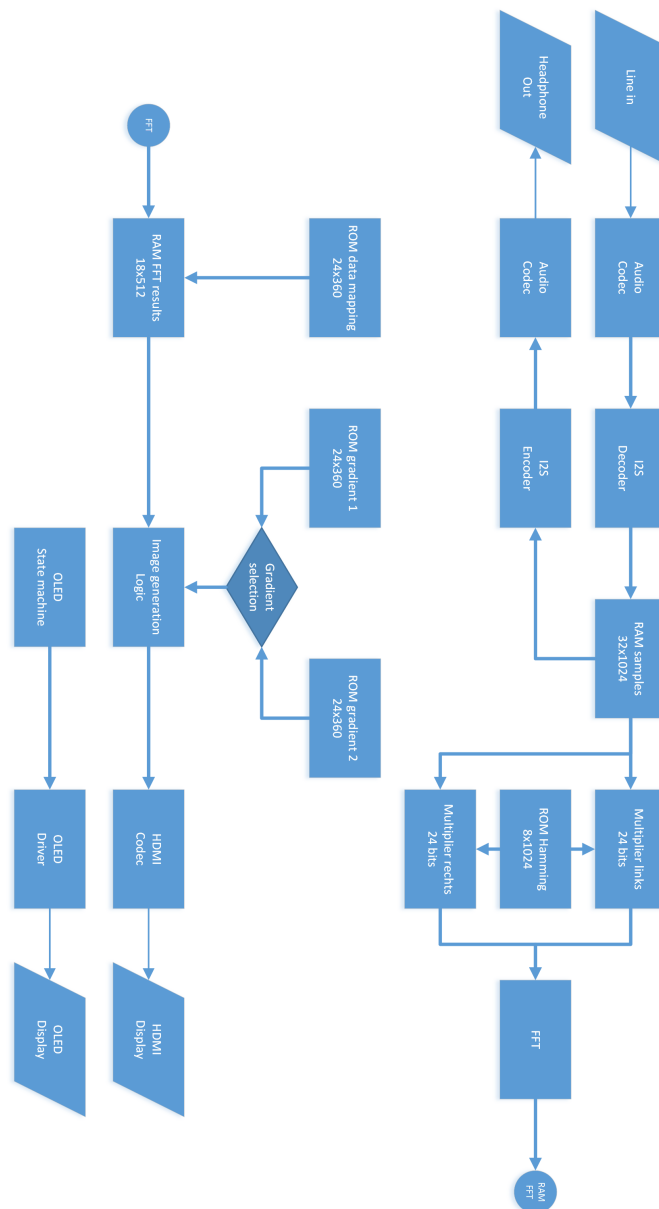 Line in
Audio
Codec
I2S
Decoder
RAM samples
32x1024
Multiplier links
24 bits
Headphone
Out
Audio
Codec
I2S
Encoder
ROM Hamming
8x1024
FFT
RAM
FFT
Multiplier rechts
24 bits
ROM data mapping
24x360
ROM gradient 1
24x360
ROM gradient 2
24x360
Gradient
selection
FFT
RAM FFT results
18x512
Image generation
Logic
HDMI
Codec
HDMI
Display
OLED
State machine
OLED
Driver
OLED
Display